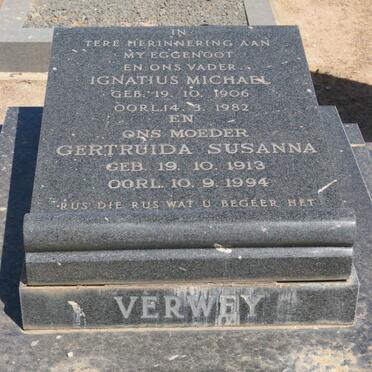 IN
TERE HERINNERING AAN
MY EGGENOOT
EN ONS VADER
IGNATIUS MICHAEL
GEB. 19. 10. 1906
OORL. 14. 3. 1982
EN
ONS MOEDER
GERTRUIDA SUSANNA
GEB. 19. 10. 1913
OORL. 10. 9. 1994
RUS DIE RUS WAT U BEGEER HET
VERWEY